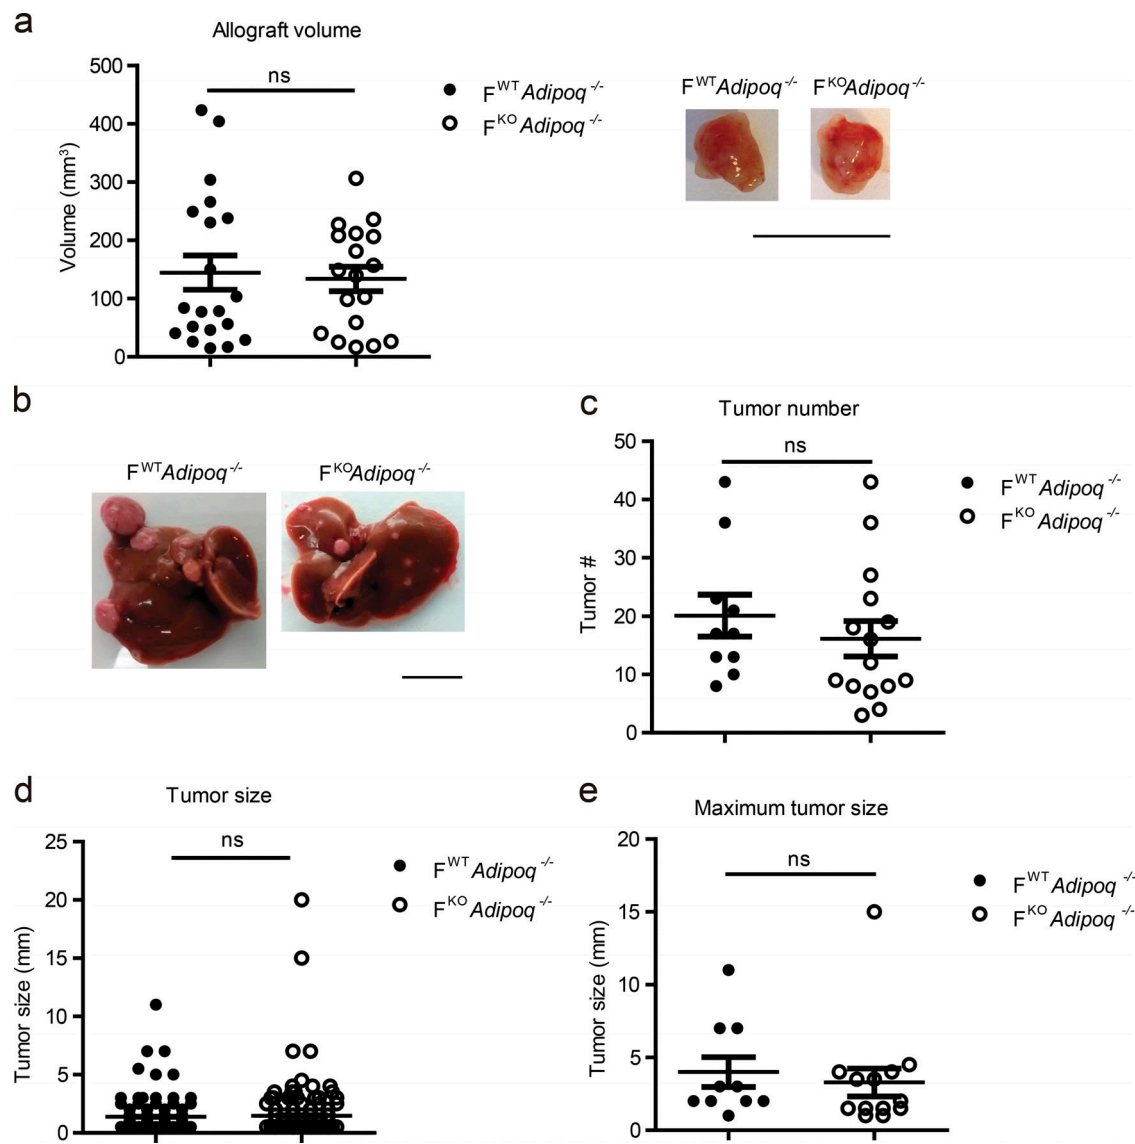 a
Allograft volume
500
400
300
200
100
0
Volume (mm³)
ns
F^WT Adipoq^-/-
F^KO Adipoq^-/-
F^WT Adipoq^-/-
F^KO Adipoq^-/-
b
F^WT Adipoq^-/-
F^KO Adipoq^-/-
c
Tumor number
50
40
30
20
10
0
Tumor #
ns
F^WT Adipoq^-/-
F^KO Adipoq^-/-
d
Tumor size
25
20
15
10
5
0
Tumor size (mm)
ns
F^WT Adipoq^-/-
F^KO Adipoq^-/-
e
Maximum tumor size
20
15
10
5
0
Tumor size (mm)
ns
F^WT Adipoq^-/-
F^KO Adipoq^-/-